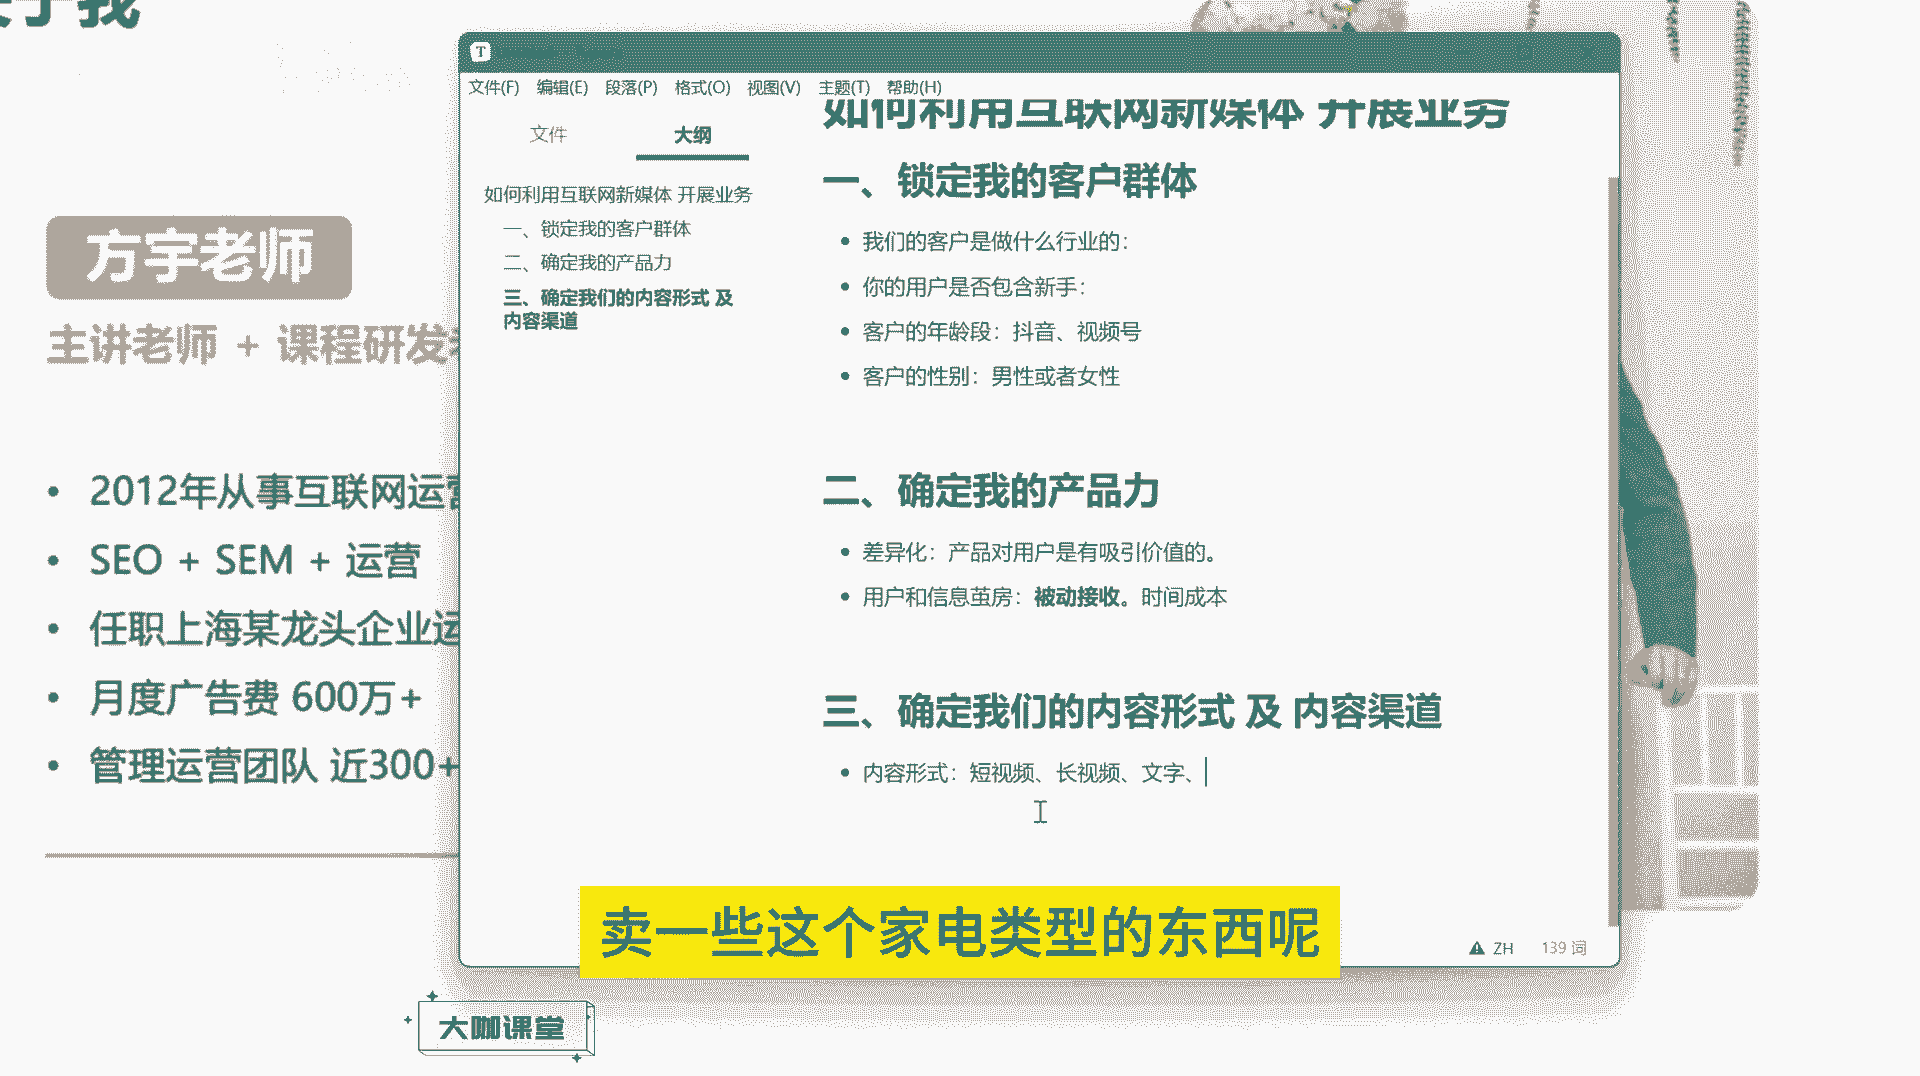 于我
方宇老师
主讲老师 + 课程研发
2012年从事互联网运营
SEO + SEM + 运营
任职上海某龙头企业运
月度广告费 600万+
管理运营团队 近300+
T
文件(F) 编辑(E) 段落(P) 格式(O) 视图(V) 主题(T) 帮助(H)
文件 大纲
如何利用互联网新媒体 开展业务
一、锁定我的客户群体
二、确定我的产品力
三、确定我们的内容形式 及
内容渠道
如何利用互联网新媒体 开展业务
一、锁定我的客户群体
我们的客户是做什么行业的：
你的用户是否包含新手：
客户的年龄段：抖音、视频号
客户的性别：男性或者女性
二、确定我的产品力
差异化：产品对用户是有吸引价值的。
用户和信息茧房：被动接收。时间成本
三、确定我们的内容形式 及 内容渠道
内容形式：短视频、长视频、文字、
ZH 139 词
卖一些这个家电类型的东西呢
大咖课堂